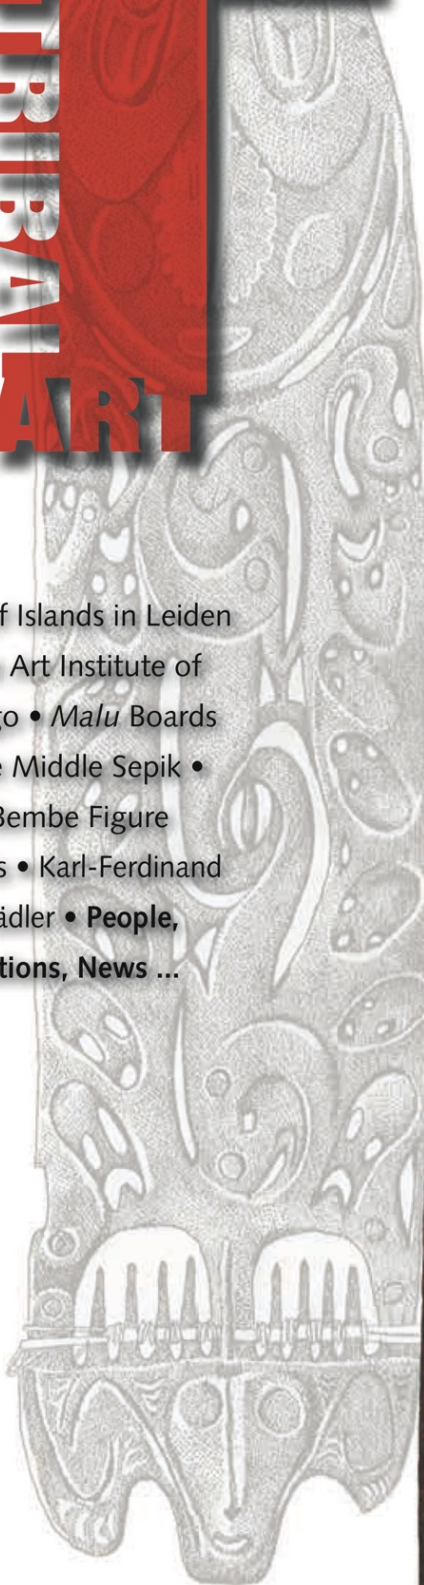 TRIBAL
ART
f Islands in Leiden
Art Institute of
go • Malu Boards
e Middle Sepik •
Bembe Figure
s • Karl-Ferdinand
ädler • People,
tions, News ...